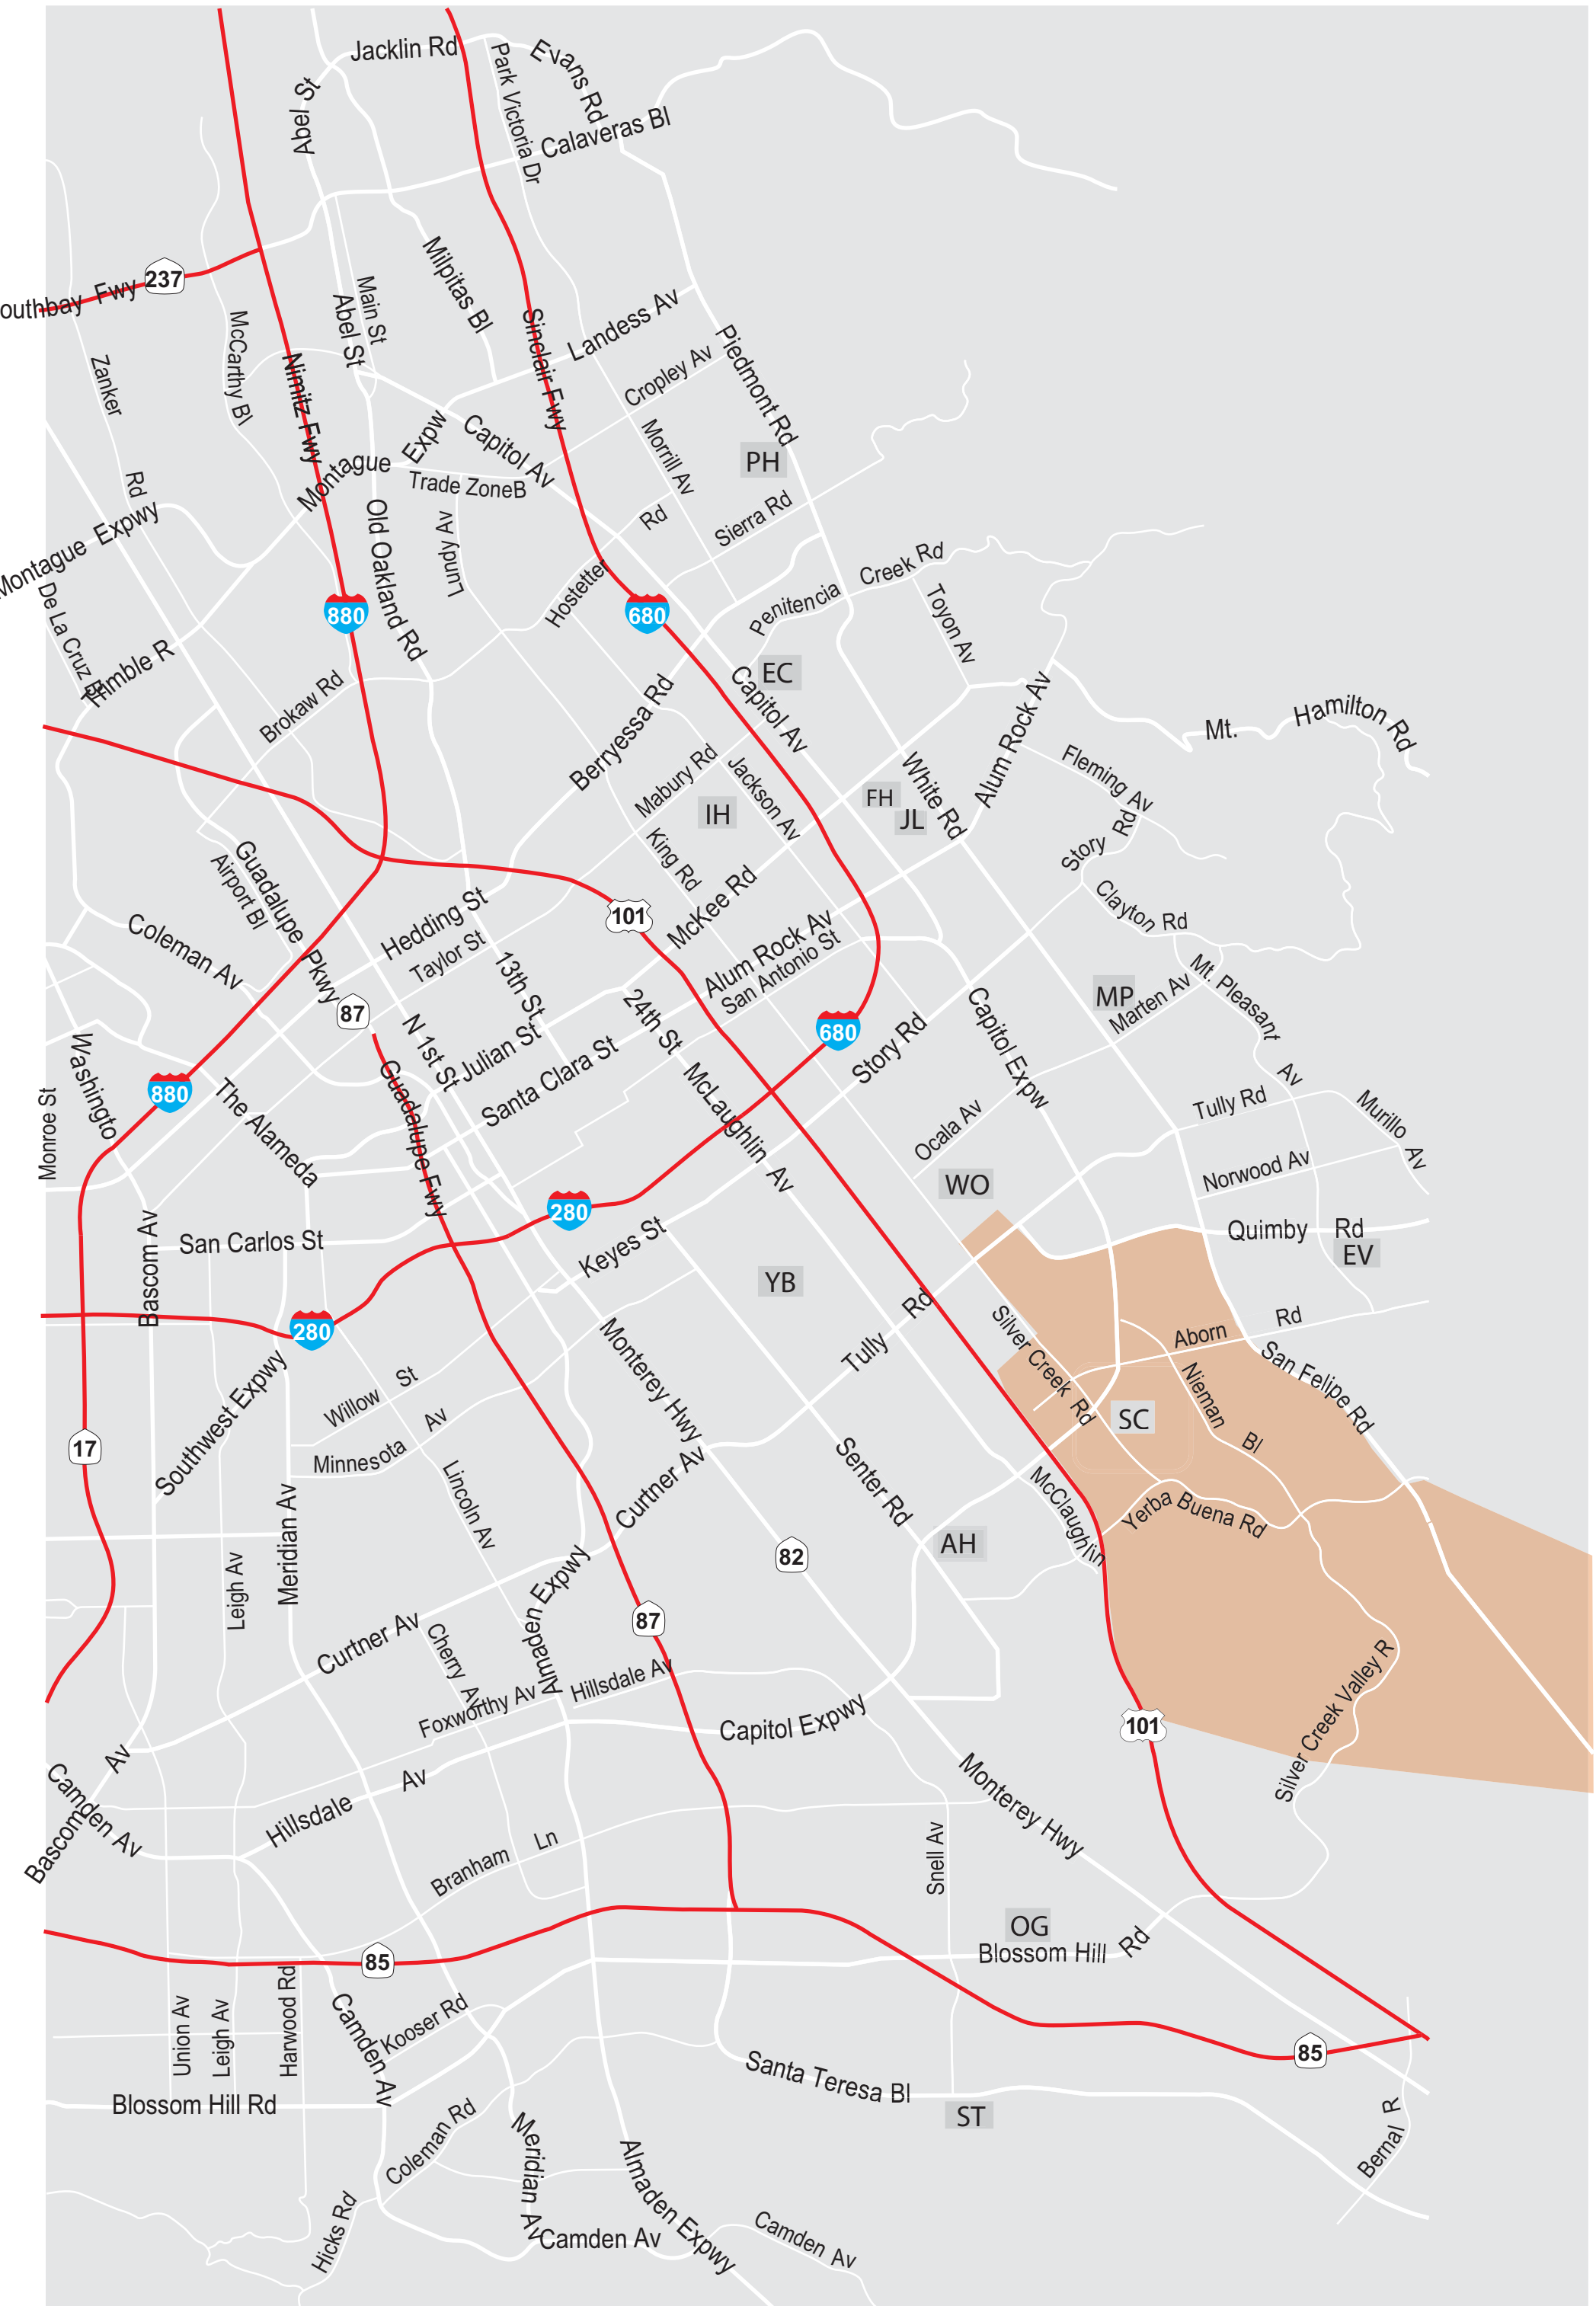 Jacklin Rd
Evans Rd
Park Victoria Dr
Abel St
Calaveras Bl
Milpitas Bl
237
outhbay Fwy
Main St
Abel St
McCarthy Bl
Sinclair Fwy
Landess Av
Piedmont Rd
Zanker
Rd
Nimitz Fwy
Cropley Av
Montague Expw
Capitol Av
Morrill Av
PH
Trade ZoneB
Montague Expwy
Old Oakland Rd
Lundy Av
Rd
Hostetter
Sierra Rd
Creek Rd
Penitencia
Toyon Av
De La Cruz B
880
680
Trimble R
EC
Brokaw Rd
Berryessa Rd
Capitol Av
Alum Rock Av
Mt.
Hamilton Rd
Mabury Rd
Jackson Av
White Rd
Fleming Av
FH
IH
JL
Story Rd
King Rd
Guadalupe Pkwy
Airport Bl
McKee Rd
Clayton Rd
Coleman Av
Hedding St
101
Alum Rock Av
Taylor St
San Antonio St
13th St
Mt. Pleasant
Av
MP
Marten Av
87
24th St
680
Capitol Expw
N 1st St
Julian St
Story Rd
Washingto
Santa Clara St
McLaughlin Av
880
Guadalupe Fwy
The Alameda
Tully Rd
Murillo Av
Monroe St
Ocala Av
Norwood Av
WO
280
Quimby Rd
San Carlos St
Keyes St
EV
Bascom Av
YB
280
Rd
Tully
Silver Creek Rd
Aborn
Rd
Monterey Hwy
San Felipe Rd
Southwest Expwy
Willow St
Nieman
Bl
SC
Minnesota Av
17
Lincoln Av
Curtner Av
Senter Rd
McClaughlin
Yerba Buena Rd
Meridian Av
82
AH
Leigh Av
Almaden Expwy
87
Curtner Av
Cherry Av
Hillsdale Av
Foxworthy Av
Silver Creek Valley R
Capitol Expwy
101
Bascom Av
Camden Av
Hillsdale
Av
Monterey Hwy
Branham Ln
Snell Av
OG
Blossom Hill Rd
85
Union Av
Leigh Av
Harwood Rd
Camden Av
Kooser Rd
85
Santa Teresa Bl
Blossom Hill Rd
ST
Coleman Rd
Meridian Av
Bernal R
Almaden Expwy
Hicks Rd
Camden Av
Camden Av